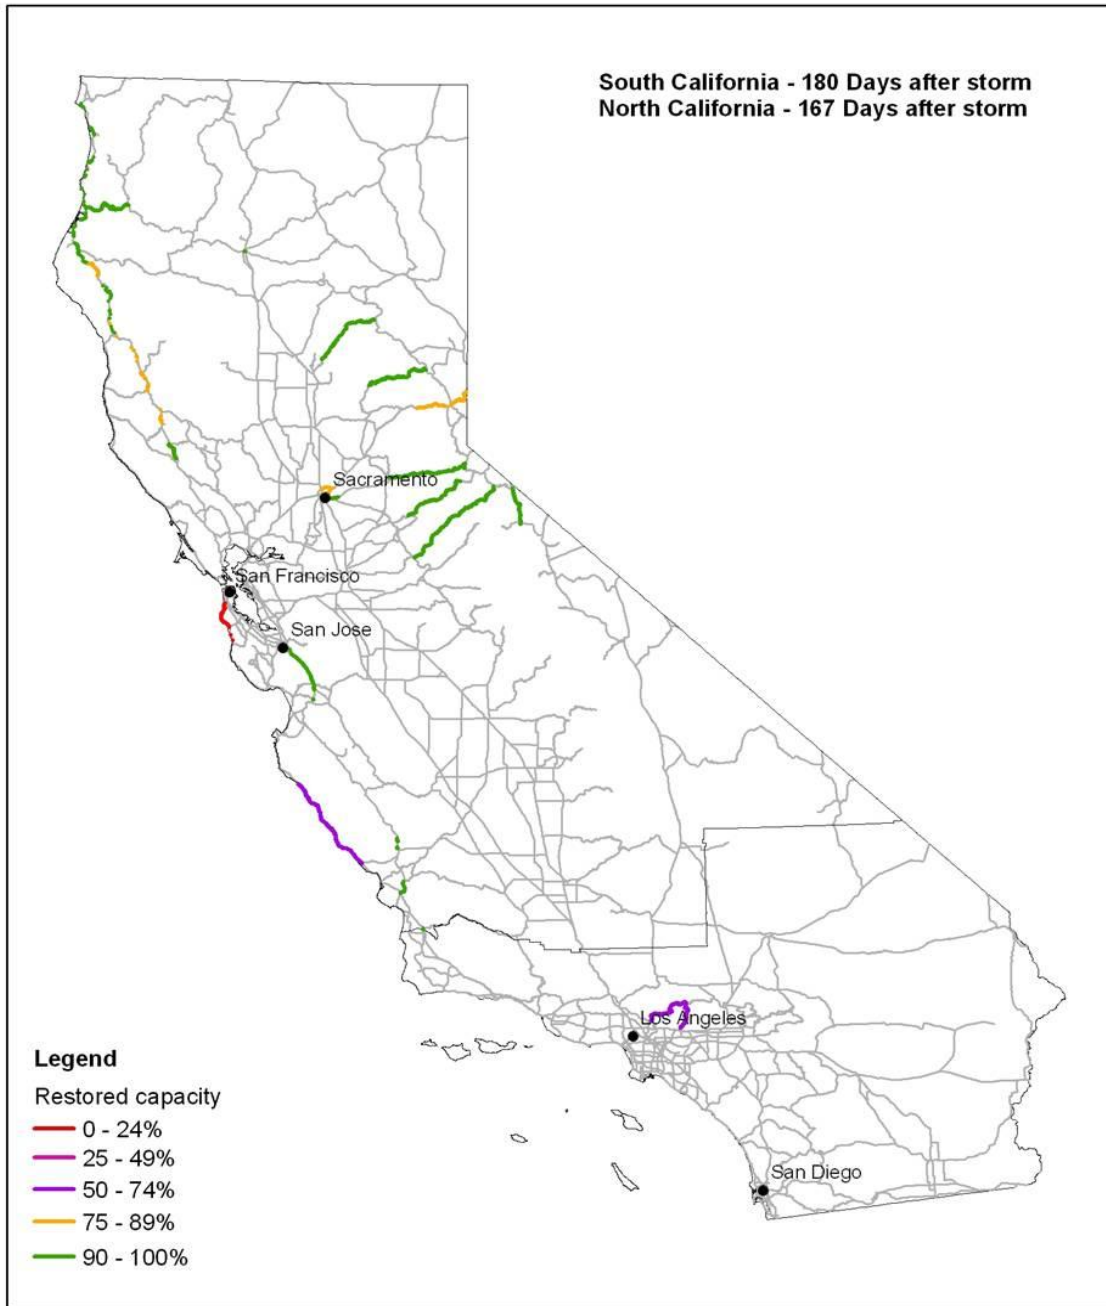 South California - 180 Days after storm
North California - 167 Days after storm
Sacramento
San Francisco
San Jose
Los Angeles
San Diego
Legend
Restored capacity
0 - 24%
25 - 49%
50 - 74%
75 - 89%
90 - 100%